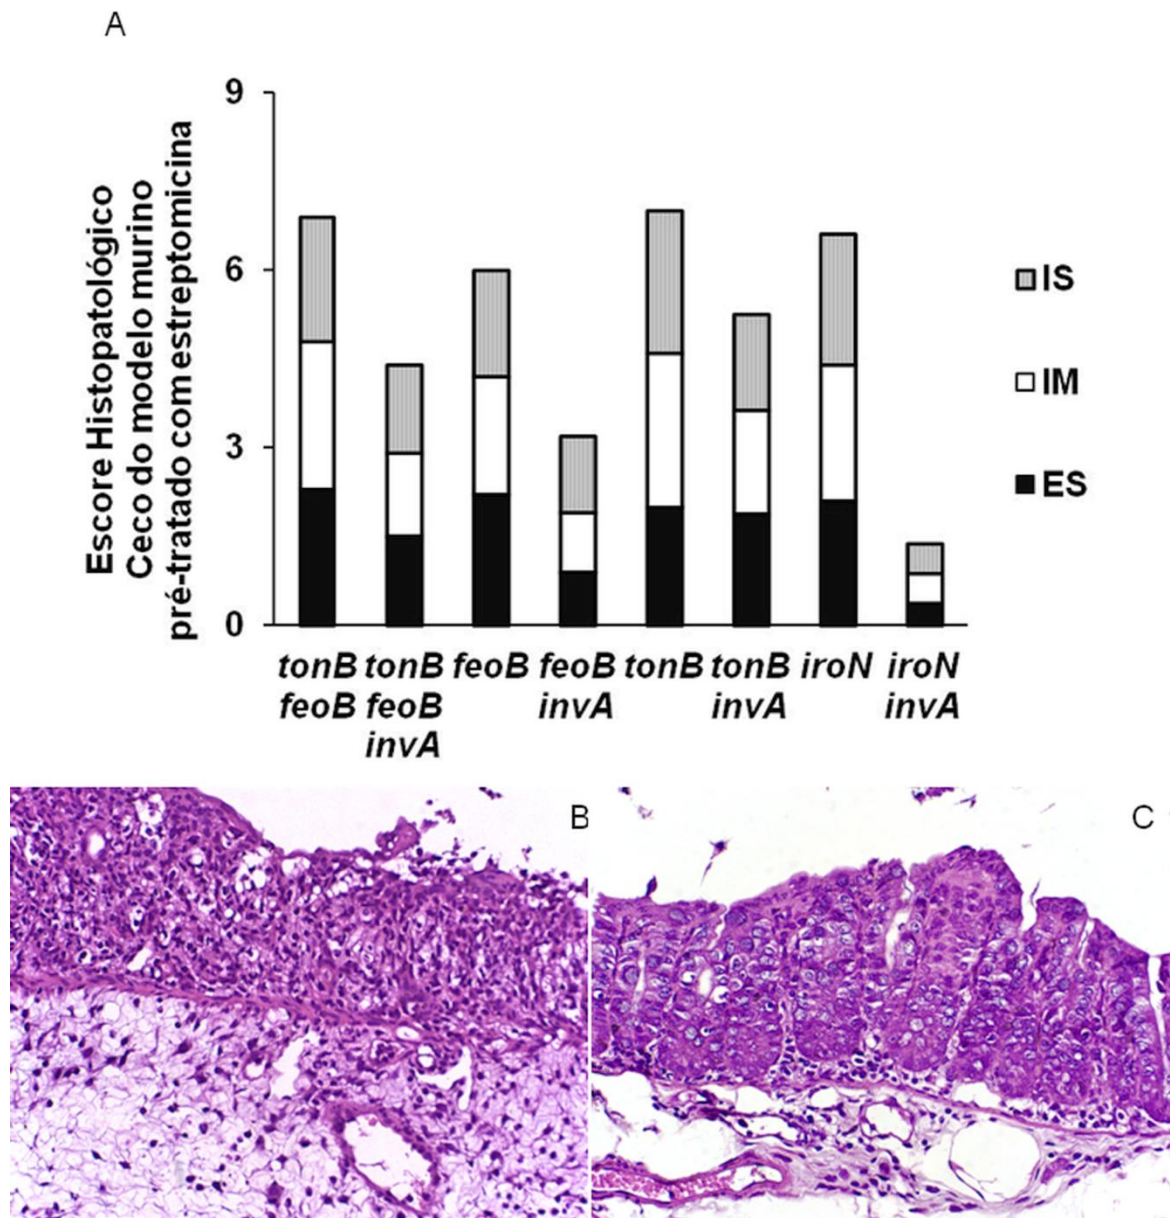 A
Escore Histopatológico
Ceco do modelo murino
pré-tratado com estreptomicina
9
6
3
0
IS
IM
ES
tonB tonB feoB feoB tonB tonB iroN iroN
feoB feoB invA invA invA
invA
B
C